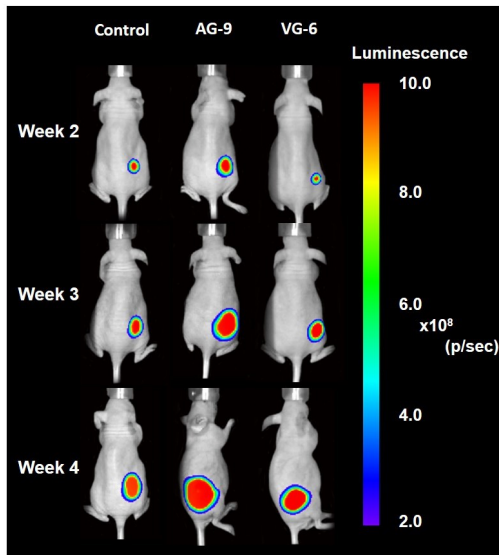 Control AG-9 VG-6
Luminescence
10.0
Week 2
8.0
Week 3
6.0
x10⁸
(p/sec)
4.0
Week 4
2.0